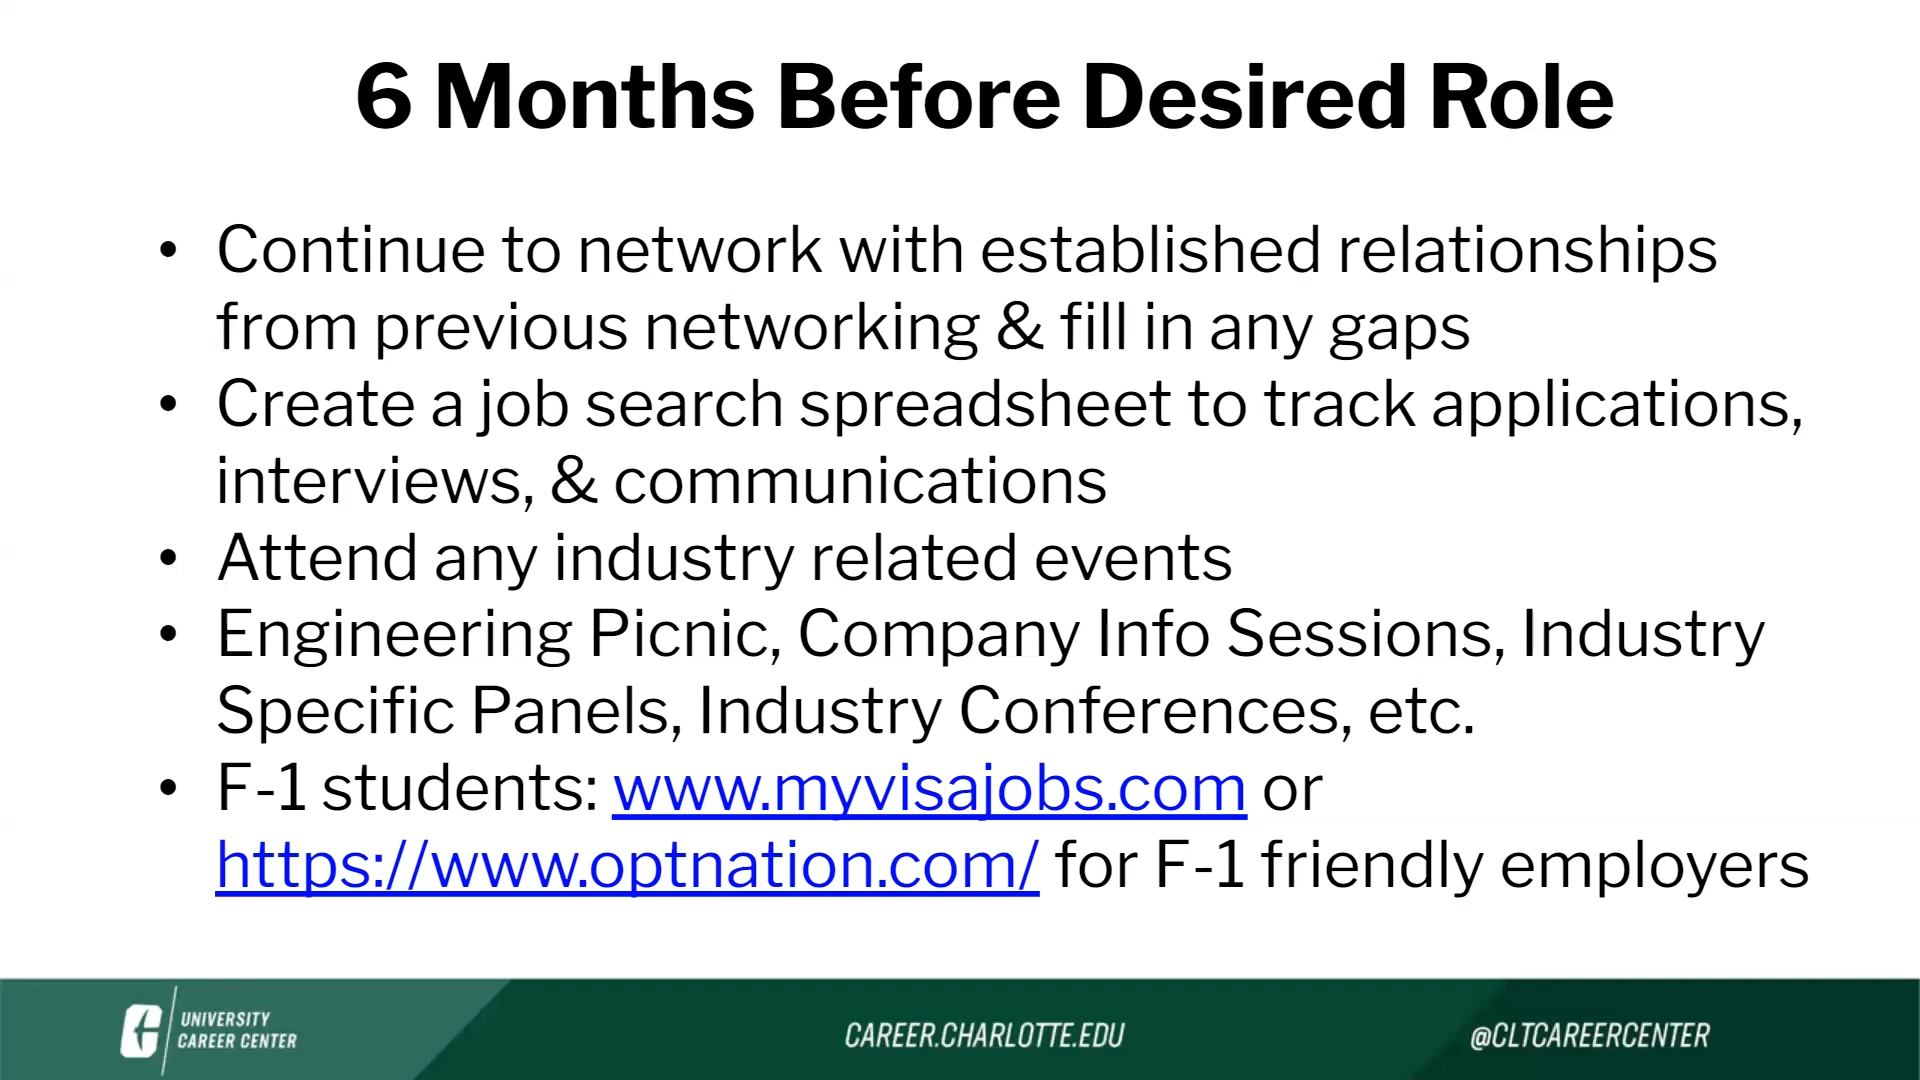 6 Months Before Desired Role
• Continue to network with established relationships
from previous networking & fill in any gaps
• Create a job search spreadsheet to track applications,
interviews, & communications
• Attend any industry related events
• Engineering Picnic, Company Info Sessions, Industry
Specific Panels, Industry Conferences, etc.
• F-1 students: www.myvisajobs.com or
https://www.optnation.com/ for F-1 friendly employers
UNIVERSITY
CAREER CENTER
CAREER.CHARLOTTE.EDU
@CLTCAREERCENTER